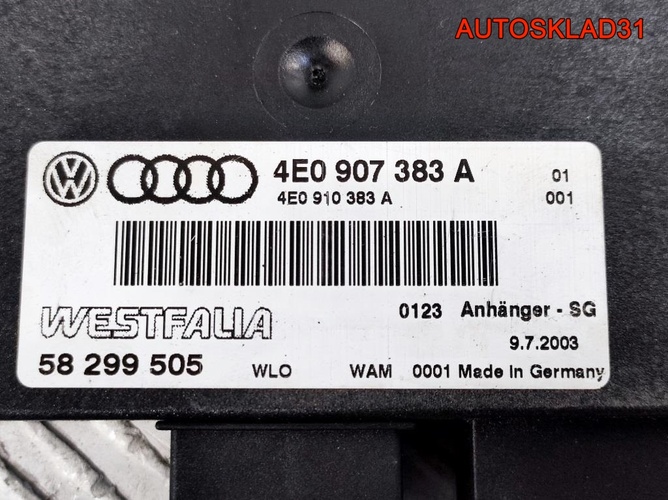 AUTOSKLAD31
4E0 907 383 A 01
4E0 910 383 A 001
WESTFALIA 0123 Anhänger - SG
9.7.2003
58 299 505 WLO WAM 0001 Made in Germany